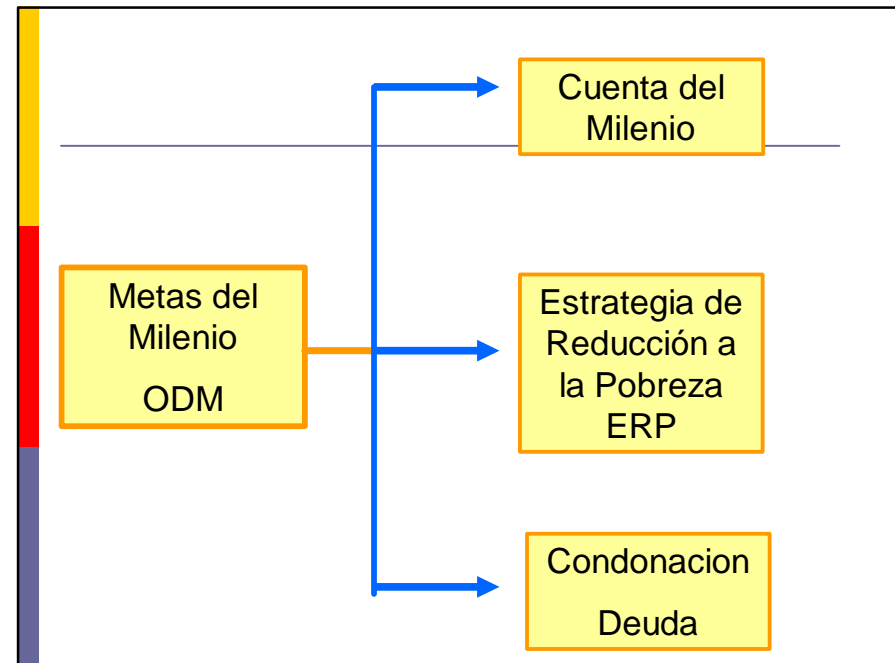 Cuenta del
Milenio
Metas del
Milenio
ODM
Estrategia de
Reducción a
la Pobreza
ERP
Condonacion
Deuda